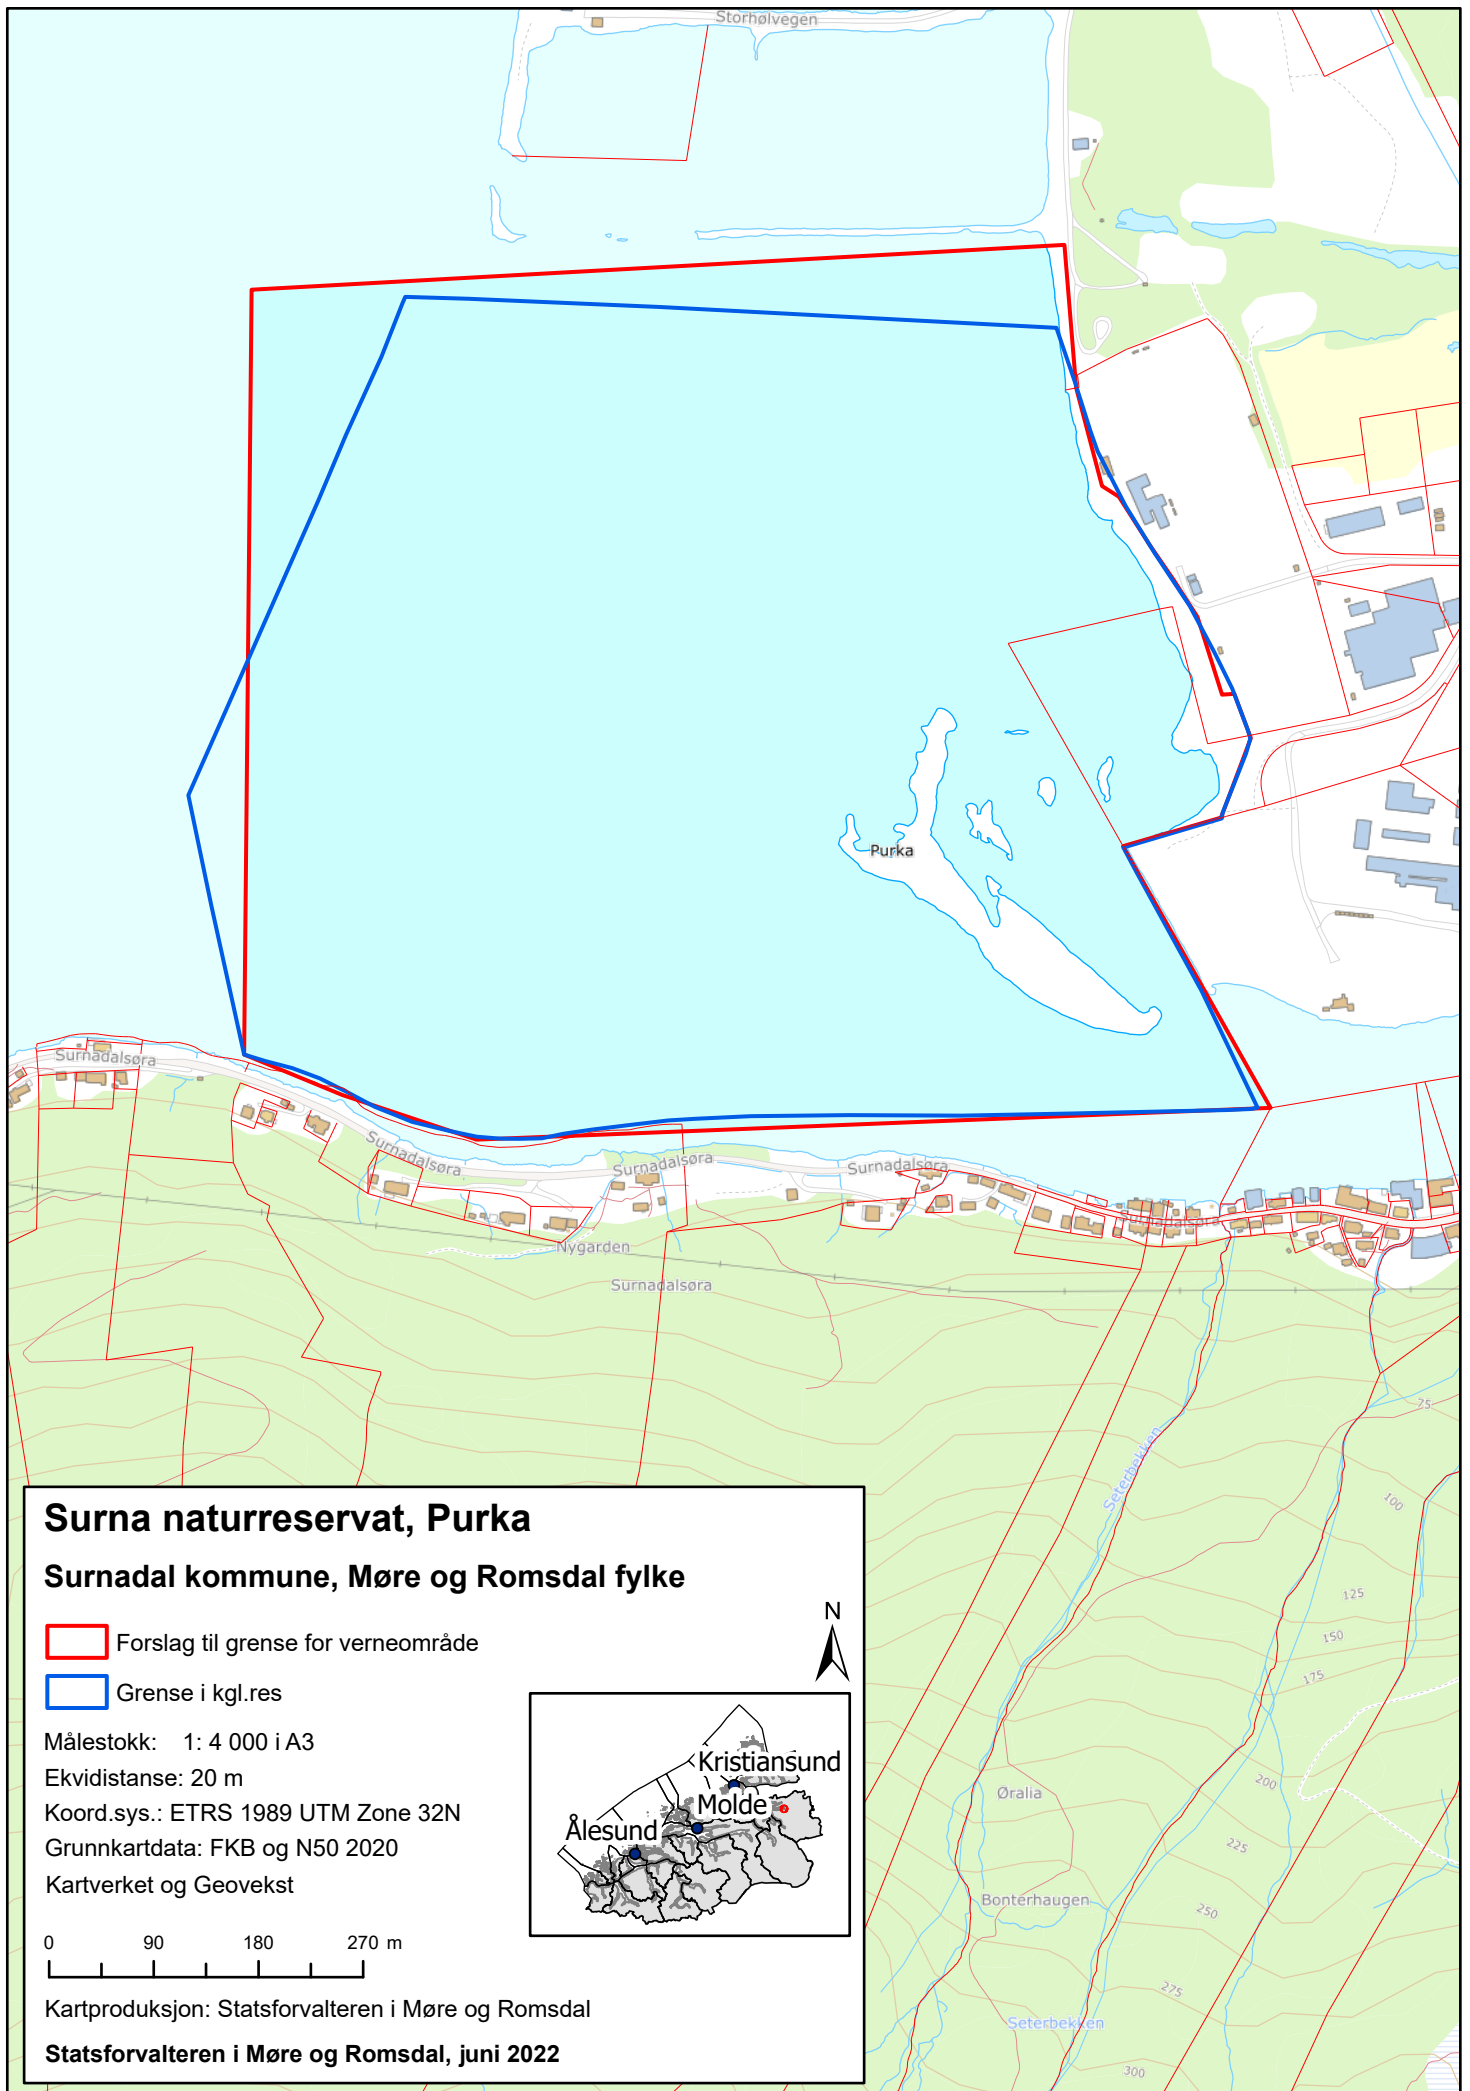 Storhølvegen
Purka
Surnadalsøra
Surnadalsøra
Surnadalsøra
Surnadalsøra
Surnadalsøra
Nygarden
Surnadalsøra
75
Seterbekken
100
125
150
175
200
Øralia
225
Bonterhaugen
250
275
Seterbekken
300
Surna naturreservat, Purka
Surnadal kommune, Møre og Romsdal fylke
N
Forslag til grense for verneområde
Grense i kgl.res
Målestokk: 1: 4 000 i A3
Ekvidistanse: 20 m
Koord.sys.: ETRS 1989 UTM Zone 32N
Grunnkartdata: FKB og N50 2020
Kartverket og Geovekst
Kristiansund
Molde
Ålesund
0 90 180 270 m
Kartproduksjon: Statsforvalteren i Møre og Romsdal
Statsforvalteren i Møre og Romsdal, juni 2022